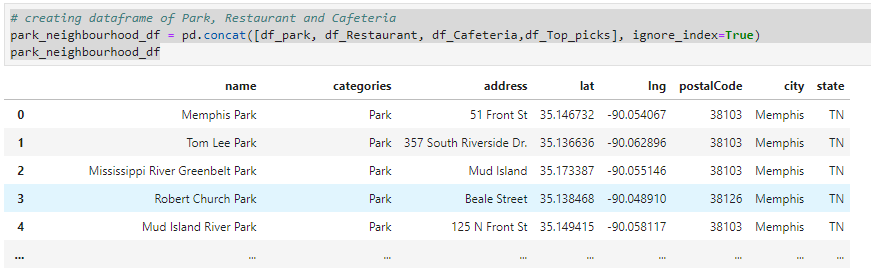 # creating dataframe of Park, Restaurant and Cafeteria
park_neighbourhood_df = pd.concat([df_park, df_Restaurant, df_Cafeteria,df_Top_picks], ignore_index=True)
park_neighbourhood_df
name categories address lat lng postalCode city state
0 Memphis Park Park 51 Front St 35.146732 -90.054067 38103 Memphis TN
1 Tom Lee Park Park 357 South Riverside Dr. 35.136636 -90.062896 38103 Memphis TN
2 Mississippi River Greenbelt Park Park Mud Island 35.173387 -90.055146 38103 Memphis TN
3 Robert Church Park Park Beale Street 35.138468 -90.048910 38126 Memphis TN
4 Mud Island River Park Park 125 N Front St 35.149415 -90.058117 38103 Memphis TN
... ... ... ... ... ... ... ... ...